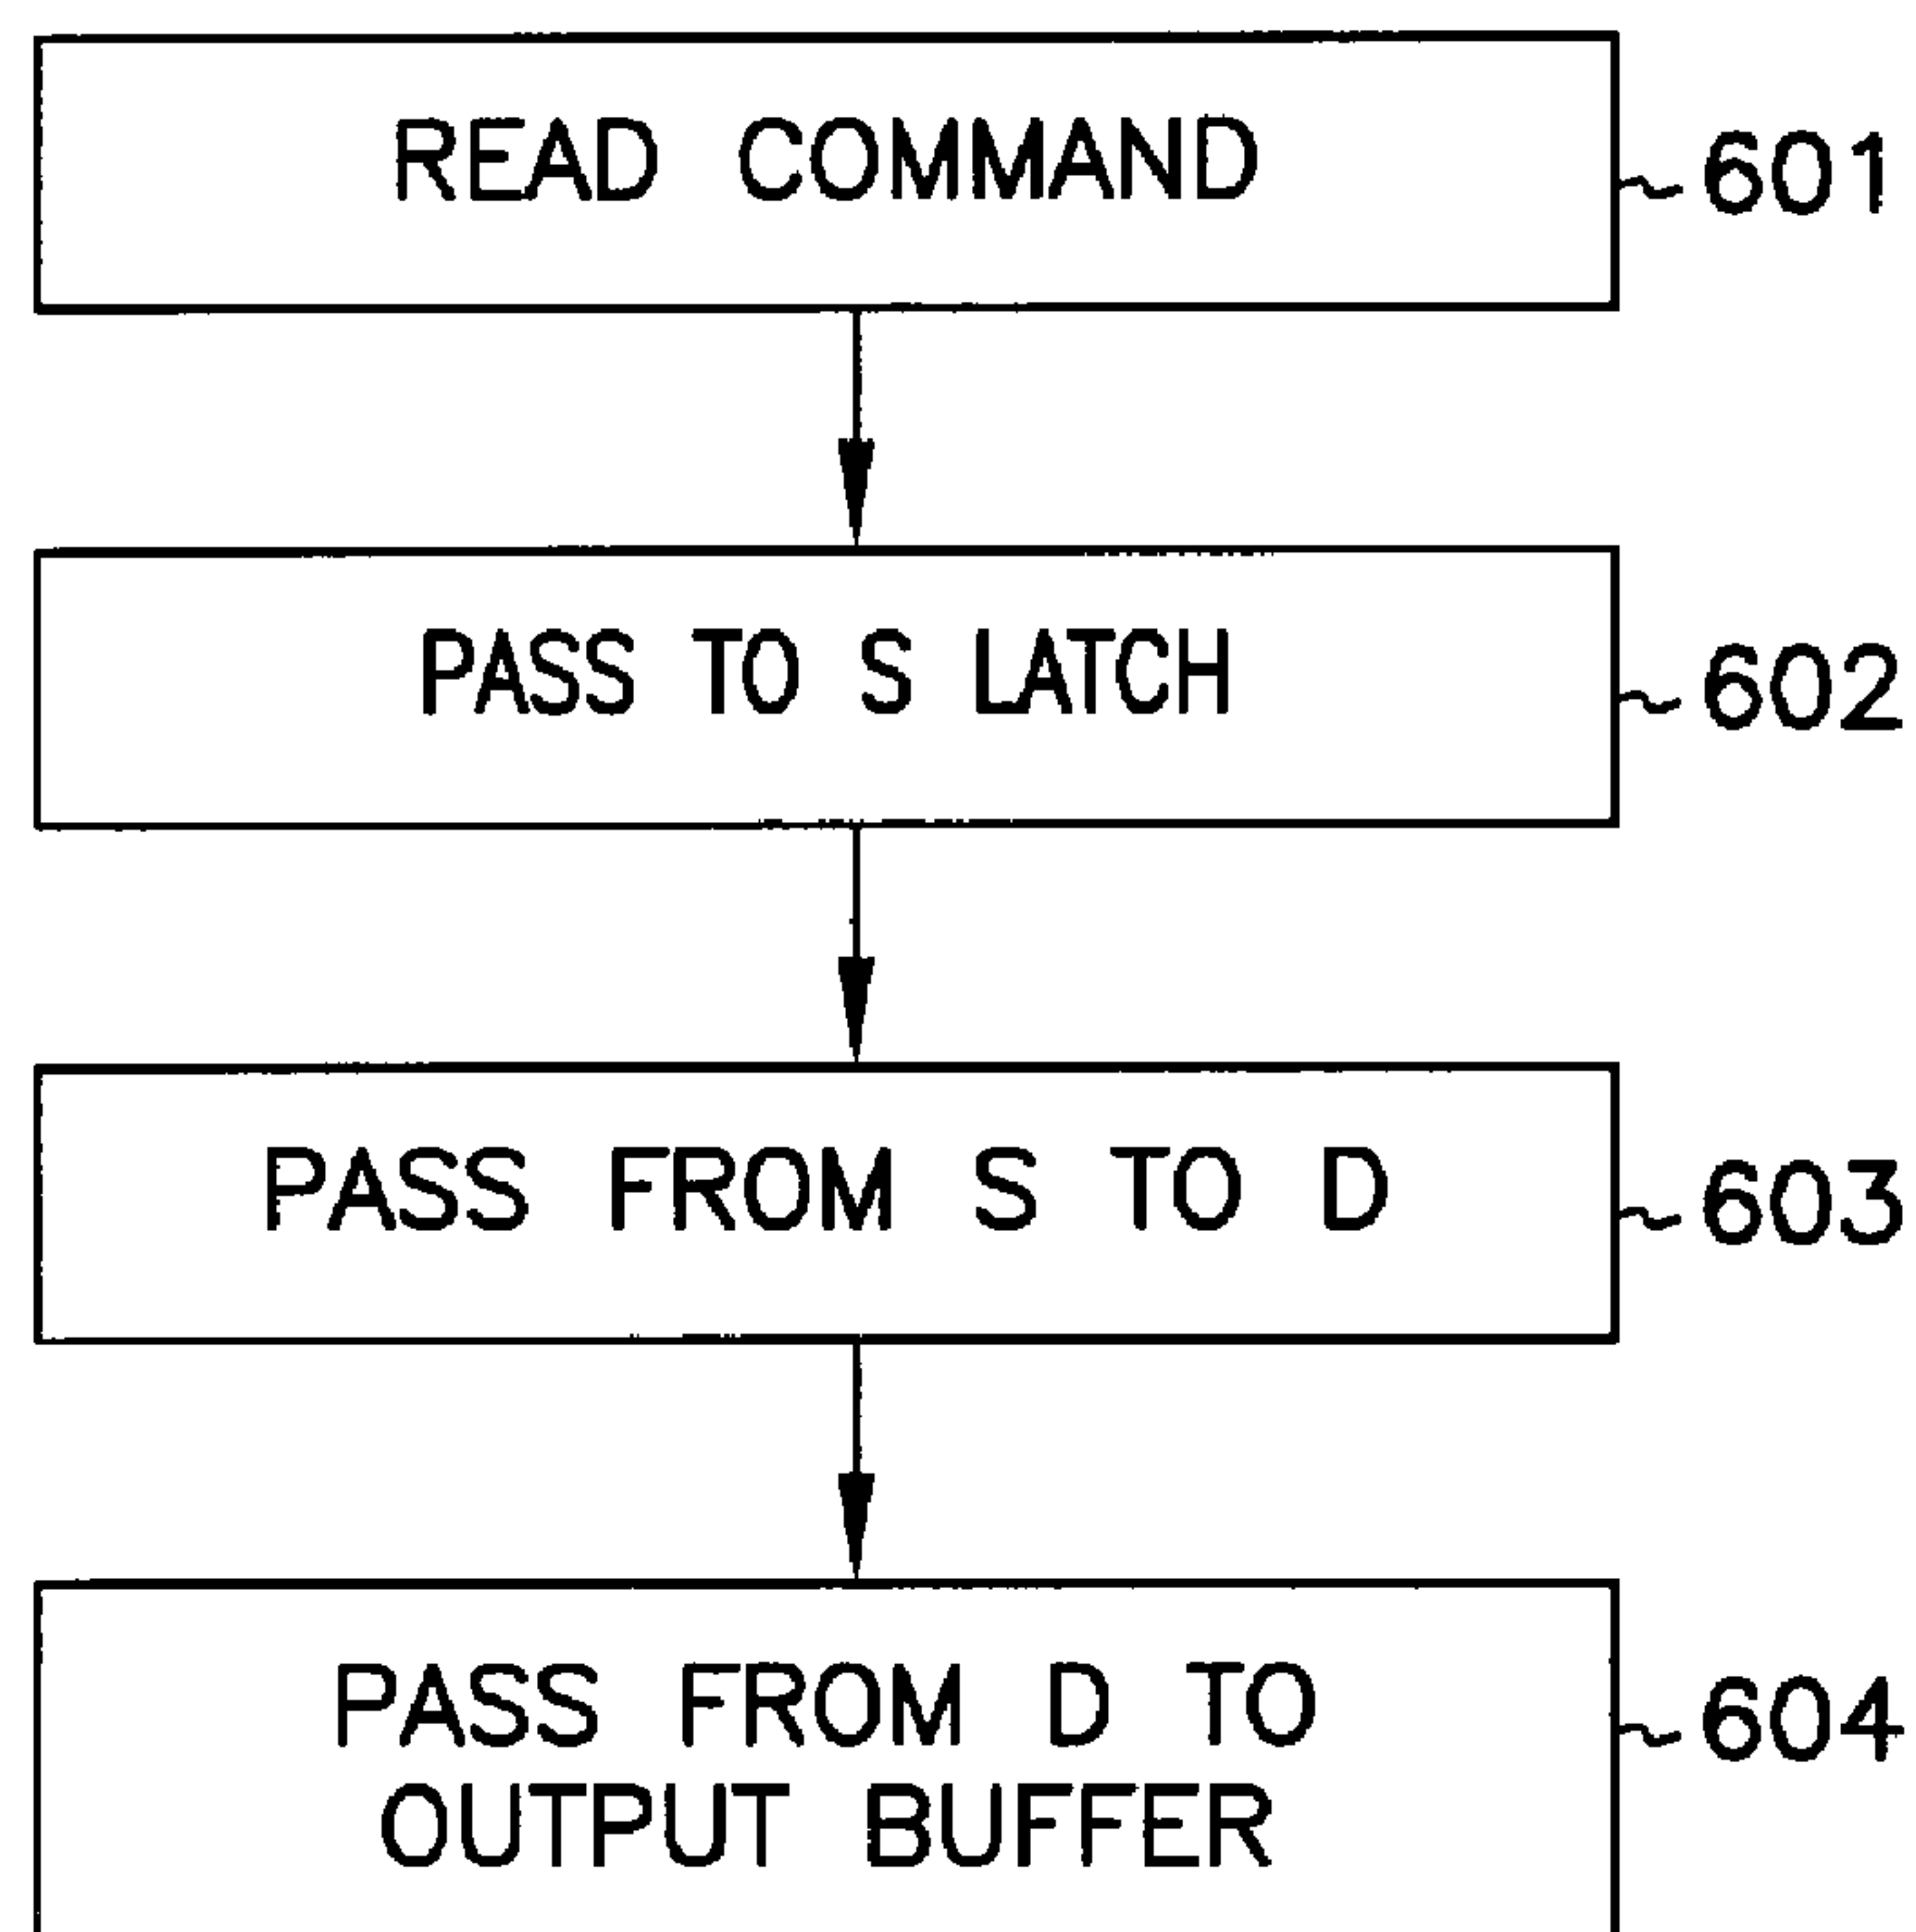 READ COMMAND
601
PASS TO S LATCH
602
PASS FROM S TO D
603
PASS FROM D TO
OUTPUT BUFFER
604